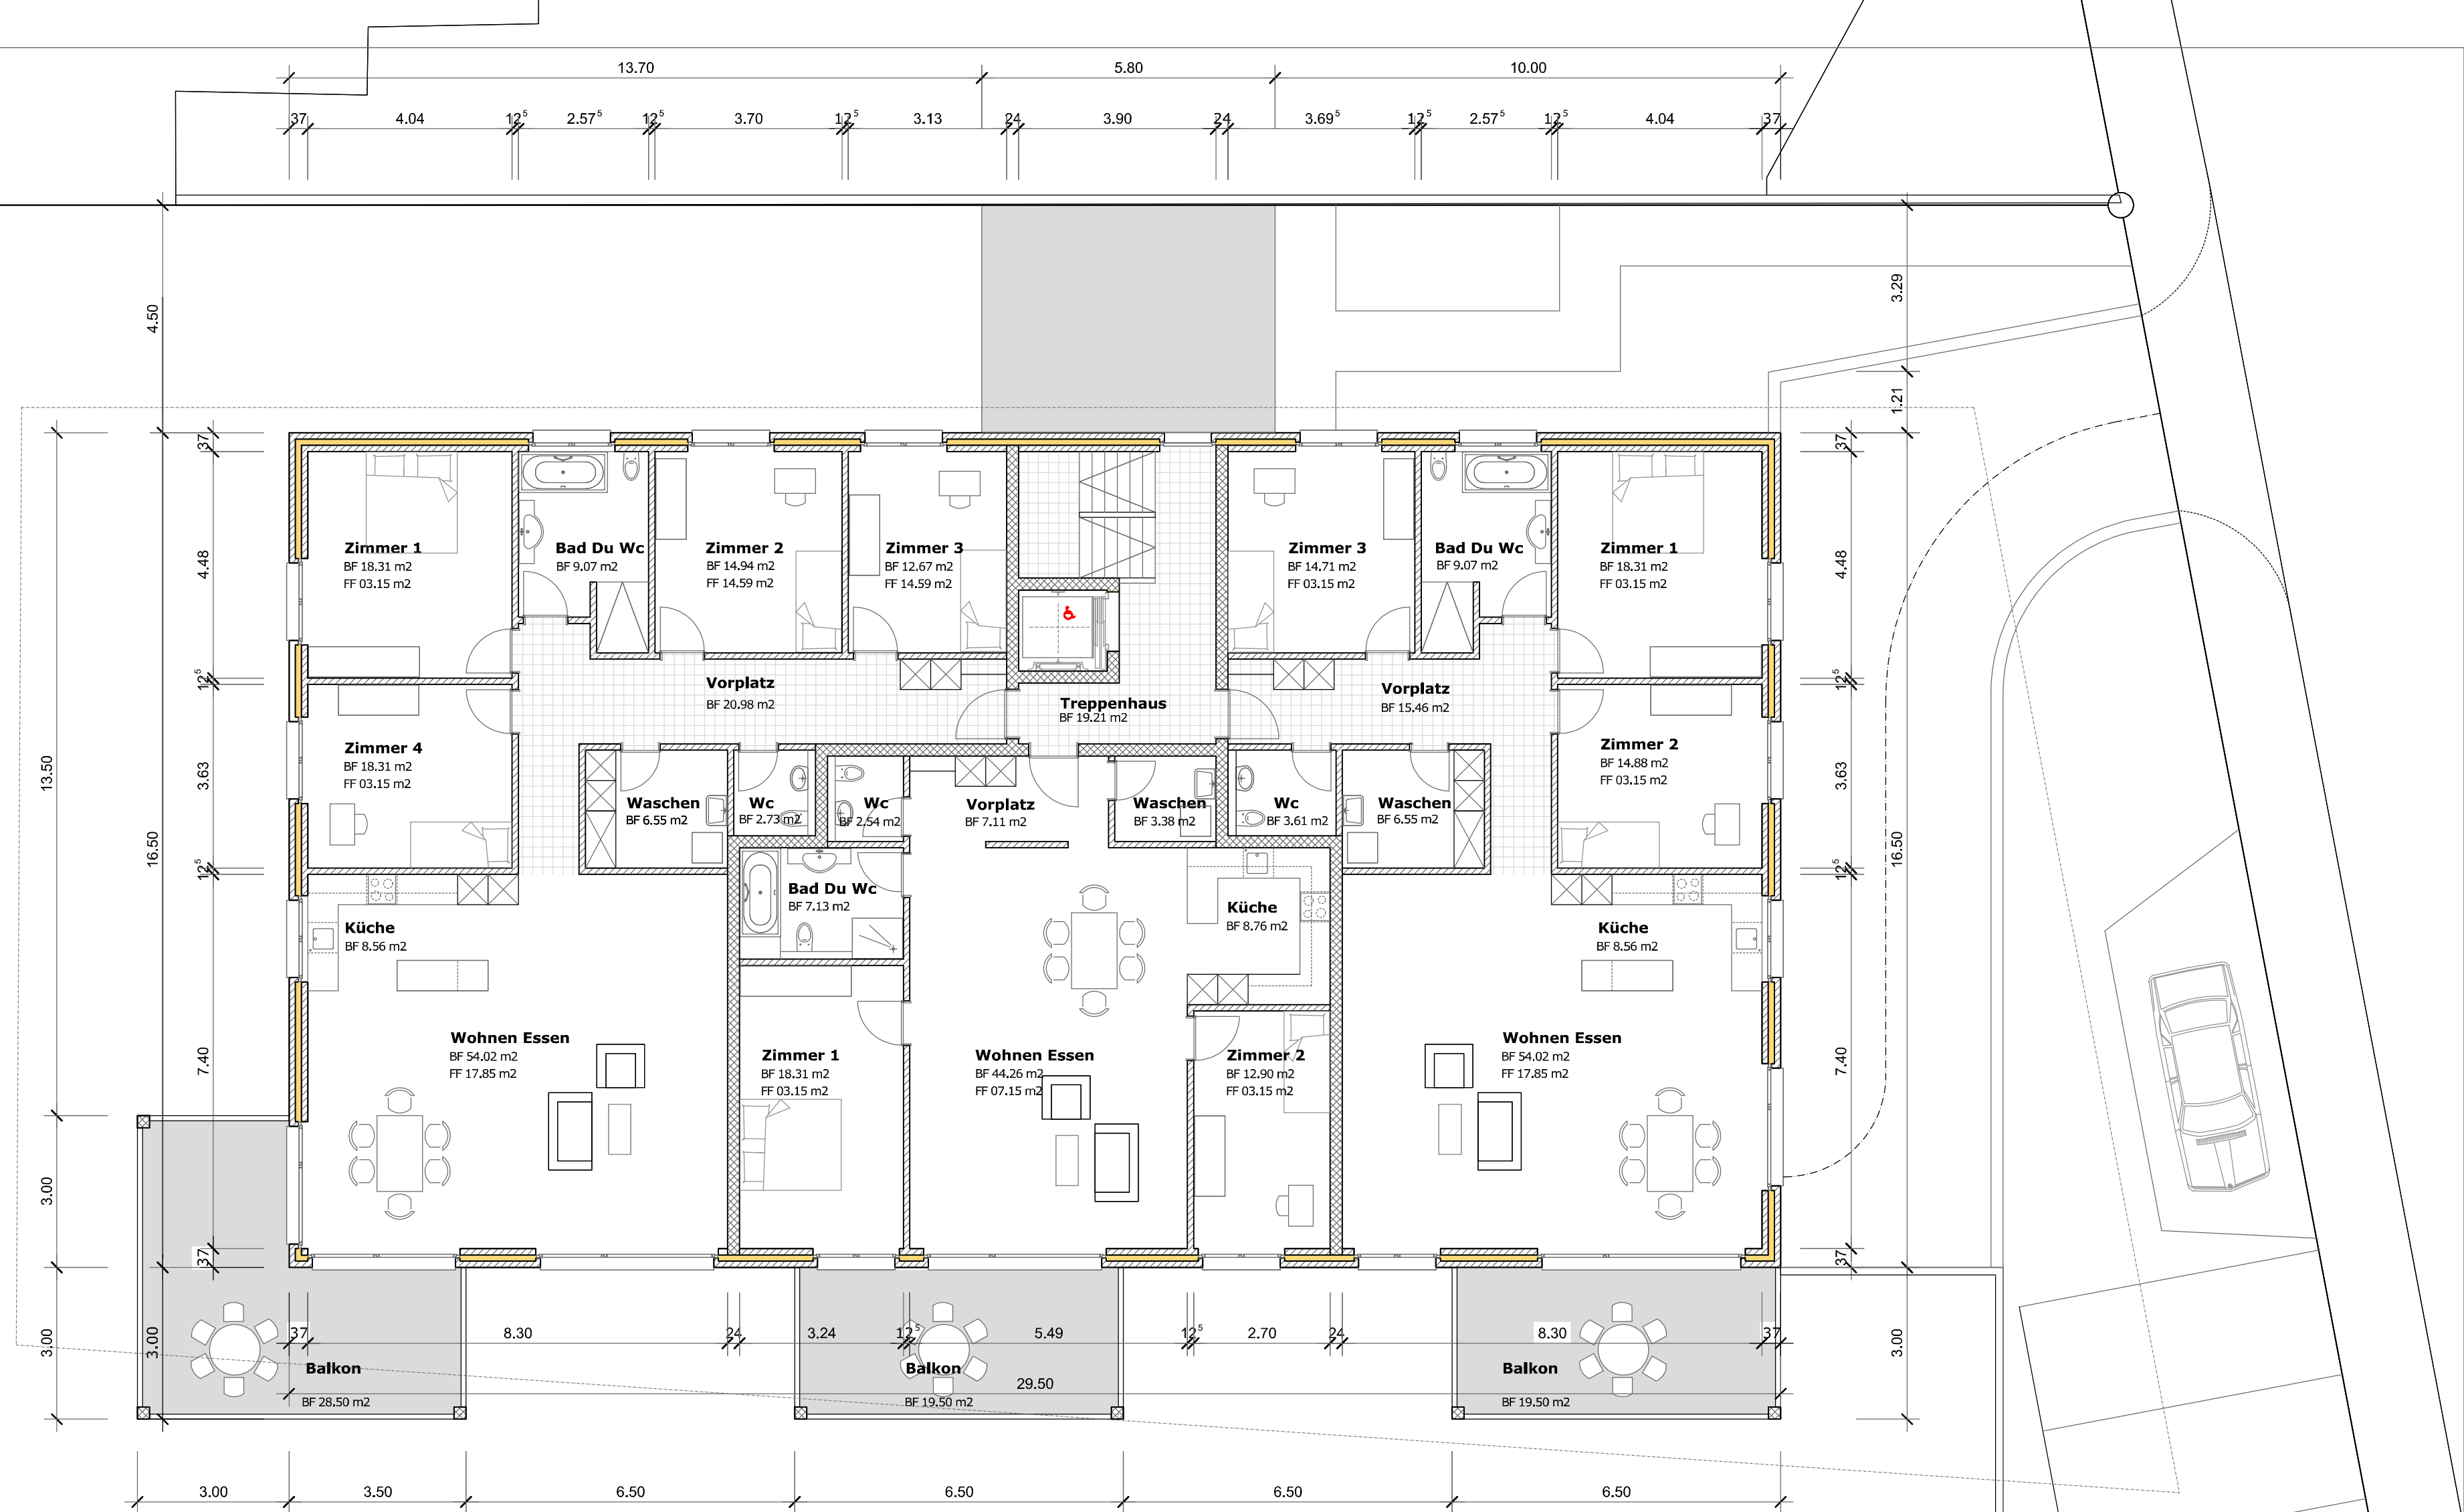 13.70 5.80 10.00
37 4.04 12⁵ 2.57⁵ 12⁵ 3.70 12⁵ 3.13 24 3.90 24 3.69⁵ 12⁵ 2.57⁵ 12⁵ 4.04 37
4.50
3.29
1.21
37
4.48
12⁵
3.63
12⁵
7.40
37
13.50
16.50
3.00
3.00
3.00
37
4.48
12⁵
3.63
12⁵
7.40
37
16.50
3.00
Zimmer 1
BF 18.31 m2
FF 03.15 m2
Bad Du Wc
BF 9.07 m2
Zimmer 2
BF 14.94 m2
FF 14.59 m2
Zimmer 3
BF 12.67 m2
FF 14.59 m2
Zimmer 3
BF 14.71 m2
FF 03.15 m2
Bad Du Wc
BF 9.07 m2
Zimmer 1
BF 18.31 m2
FF 03.15 m2
Vorplatz
BF 20.98 m2
Treppenhaus
BF 19.21 m2
Vorplatz
BF 15.46 m2
Zimmer 4
BF 18.31 m2
FF 03.15 m2
Zimmer 2
BF 14.88 m2
FF 03.15 m2
Waschen
BF 6.55 m2
Wc
BF 2.73 m2
Wc
BF 2.54 m2
Vorplatz
BF 7.11 m2
Waschen
BF 3.38 m2
Wc
BF 3.61 m2
Waschen
BF 6.55 m2
Bad Du Wc
BF 7.13 m2
Küche
BF 8.56 m2
Küche
BF 8.76 m2
Küche
BF 8.56 m2
Wohnen Essen
BF 54.02 m2
FF 17.85 m2
Zimmer 1
BF 18.31 m2
FF 03.15 m2
Wohnen Essen
BF 44.26 m2
FF 07.15 m2
Zimmer 2
BF 12.90 m2
FF 03.15 m2
Wohnen Essen
BF 54.02 m2
FF 17.85 m2
37 8.30 24 3.24 12⁵ 5.49 12⁵ 2.70 24 8.30 37
Balkon
BF 28.50 m2
Balkon
BF 19.50 m2
29.50
Balkon
BF 19.50 m2
3.00 3.50 6.50 6.50 6.50 6.50